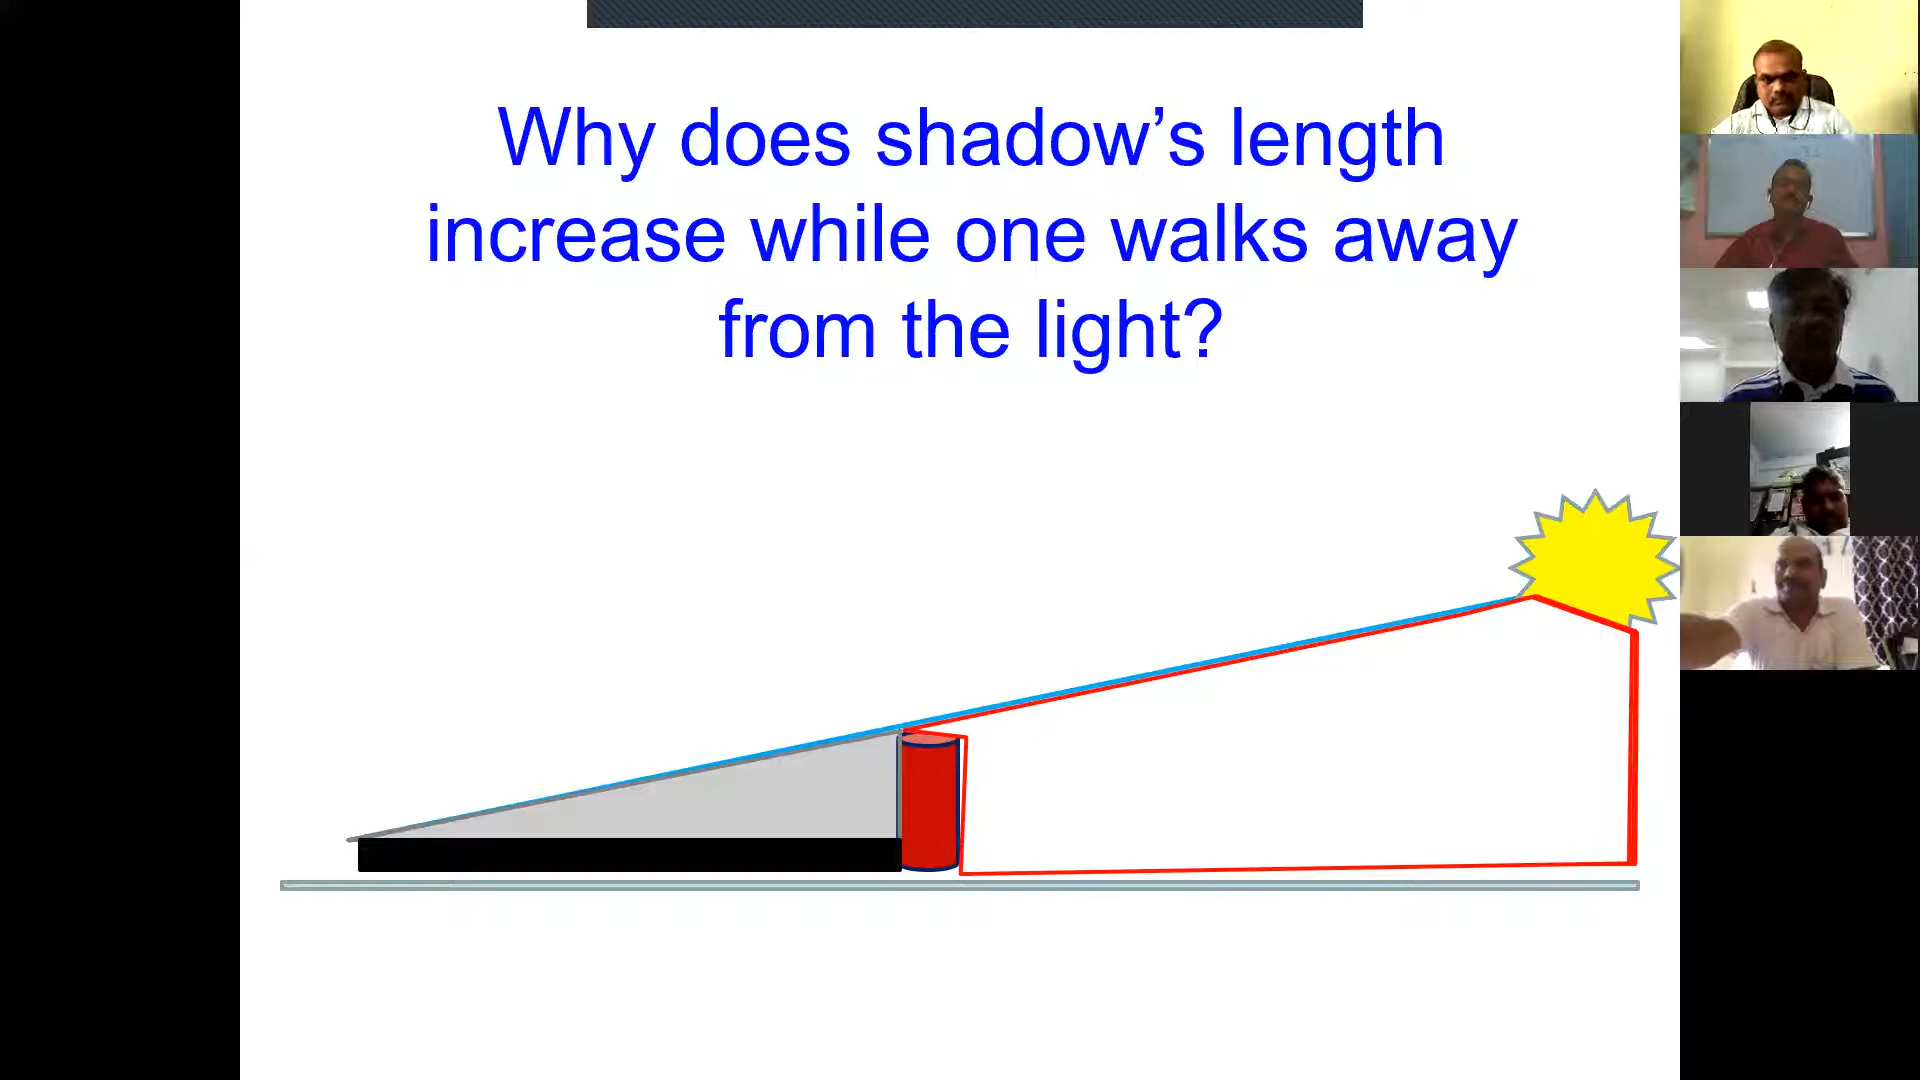 Why does shadow’s length
increase while one walks away
from the light?